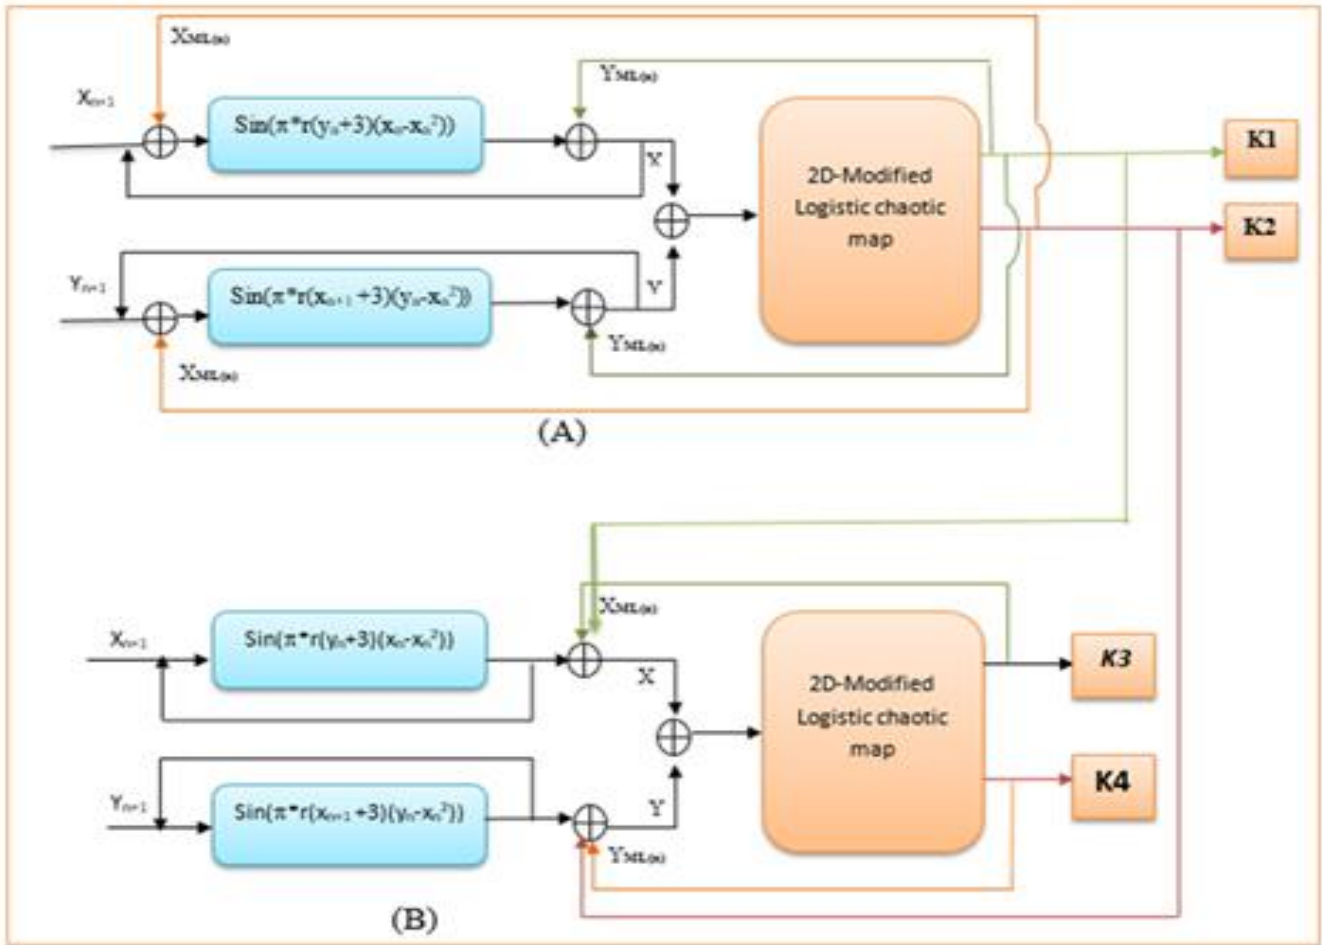 XML(n)
Xn+1
YML(n)
Sin(π*r(yn+3)(xn-xn²))
X
K1
2D-Modified
Logistic chaotic
map
K2
Yn+1
Sin(π*r(xn+1 +3)(yn-xn²))
Y
YML(n)
XML(n)
(A)
XML(n)
Xn+1
Sin(π*r(yn+3)(xn-xn²))
X
K3
2D-Modified
Logistic chaotic
map
K4
Yn+1
Sin(π*r(xn+1 +3)(yn-xn²))
Y
YML(n)
(B)